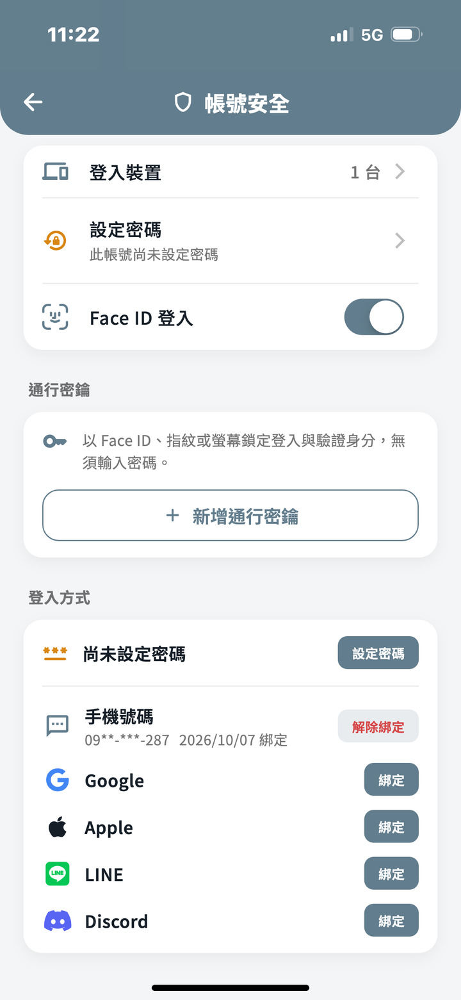 11:22
5G
帳號安全
登入裝置
1 台
設定密碼
此帳號尚未設定密碼
Face ID 登入
通行密鑰
以 Face ID、指紋或螢幕鎖定登入與驗證身分，無
須輸入密碼。
+ 新增通行密鑰
登入方式
***
尚未設定密碼
設定密碼
手機號碼
09**-***-287 2026/10/07 綁定
解除綁定
Google
綁定
Apple
綁定
LINE
LINE
綁定
Discord
綁定